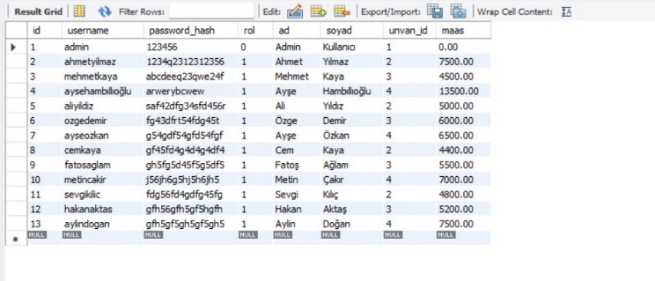 Result Grid Filter Rows: Edit: Export/Import: Wrap Cell Content:
id username password_hash rol ad soyad unvan_id maas
1 admin 123456 0 Admin Kullanıcı 1 0.00
2 ahmetyilmaz 1234q2312312356 1 Ahmet Yılmaz 2 7500.00
3 mehmetkaya abcdeeq23qwe24f 1 Mehmet Kaya 3 4500.00
4 aysehambıllıoğlu arwerybcwew 1 Ayşe Hambıllıoğlu 4 13500.00
5 aliyildiz saf42dfg34sfd456r 1 Ali Yıldız 2 5000.00
6 ozgedemir fg43dfrt54fdg45t 1 Özge Demir 3 6000.00
7 ayseozkan g54gdf54gfd54fgf 1 Ayşe Özkan 4 6500.00
8 cemkaya gf45fd4g4d4g4df4 1 Cem Kaya 2 4400.00
9 fatosaglam gh5fg5d45f5g5df5 1 Fatoş Ağlam 3 5500.00
10 metincakir j56jh6g5hj5h6jh5 1 Metin Çakır 4 7000.00
11 sevgikilic fdg56fd4gdfg45fg 1 Sevgi Kılıç 2 4800.00
12 hakanaktas gfh56gfh5gf5hgfh 1 Hakan Aktaş 3 5200.00
13 aylindogan gfh5gf5gh5gf5gh5 1 Aylin Doğan 4 7500.00
NULL NULL NULL NULL NULL NULL NULL NULL